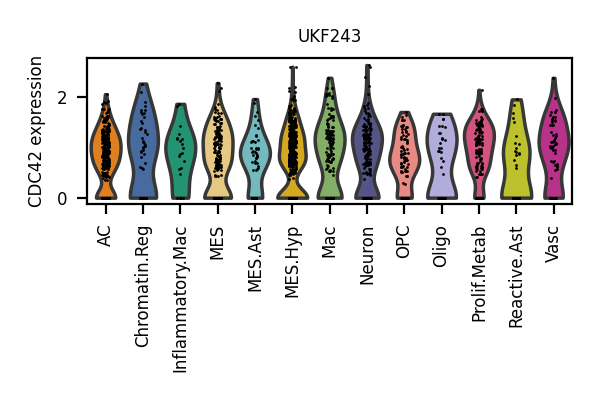 UKF243
CDC42 expression
2
0
AC
Chromatin.Reg
Inflammatory.Mac
MES
MES.Ast
MES.Hyp
Mac
Neuron
OPC
Oligo
Prolif.Metab
Reactive.Ast
Vasc